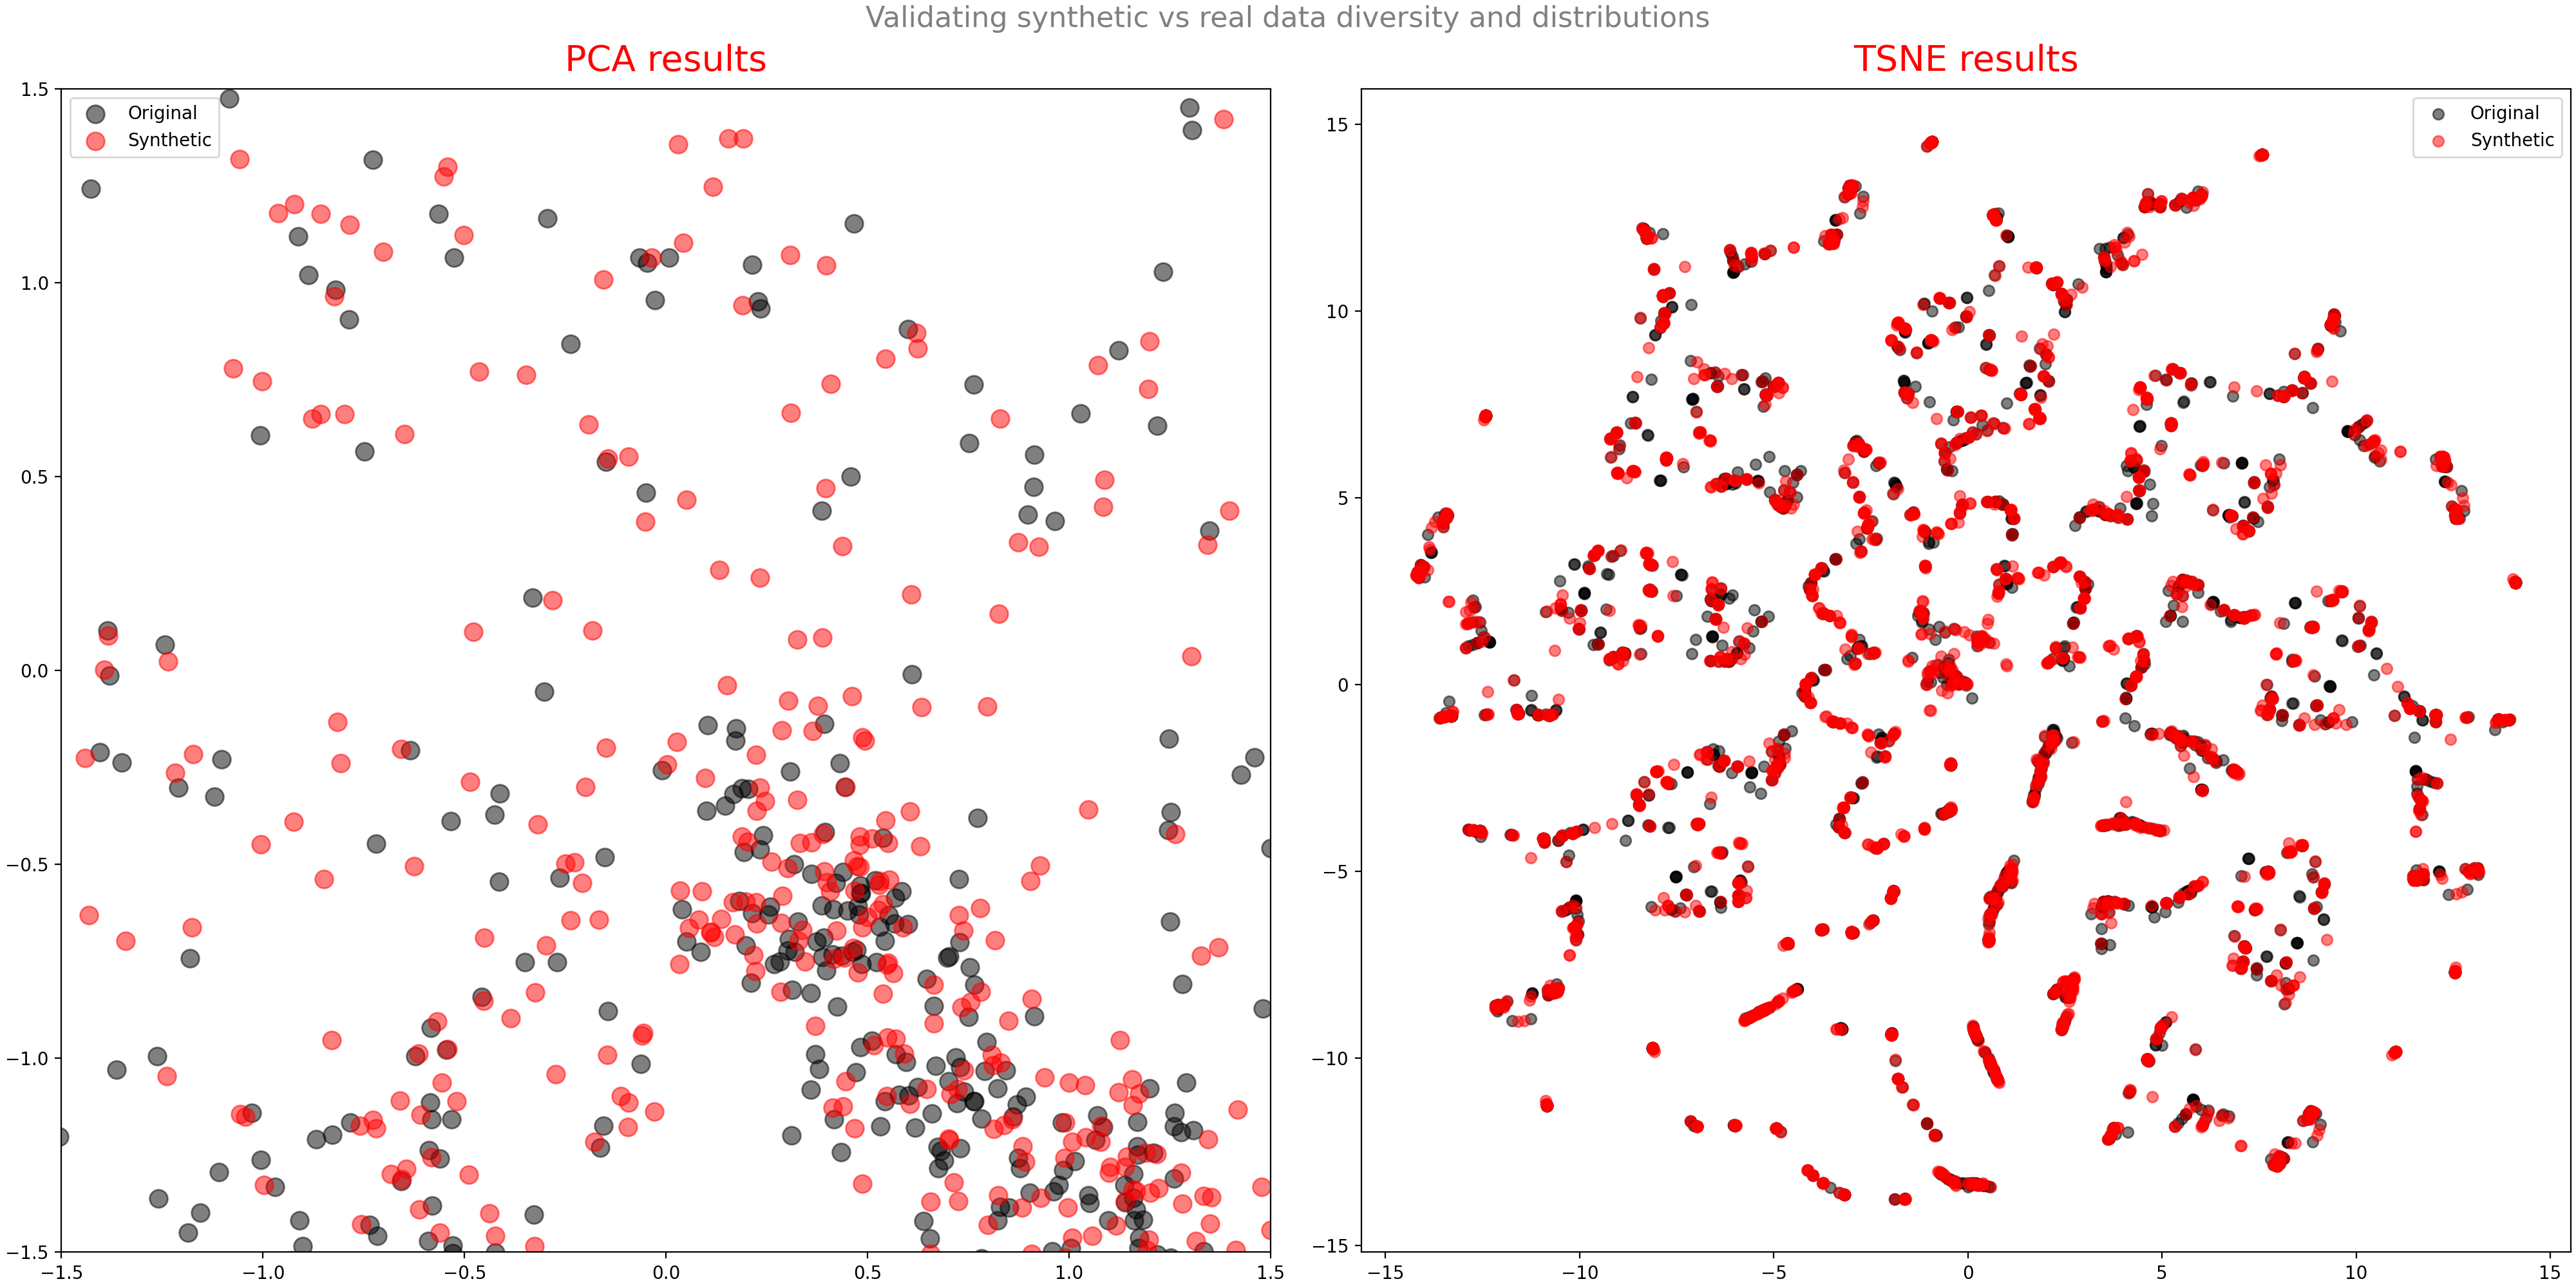 Validating synthetic vs real data diversity and distributions
PCA results
TSNE results
Original
Synthetic
1.5
1.0
0.5
0.0
−0.5
−1.0
−1.5
−1.5 −1.0 −0.5 0.0 0.5 1.0 1.5
Original
Synthetic
15
10
5
0
−5
−10
−15
−15 −10 −5 0 5 10 15